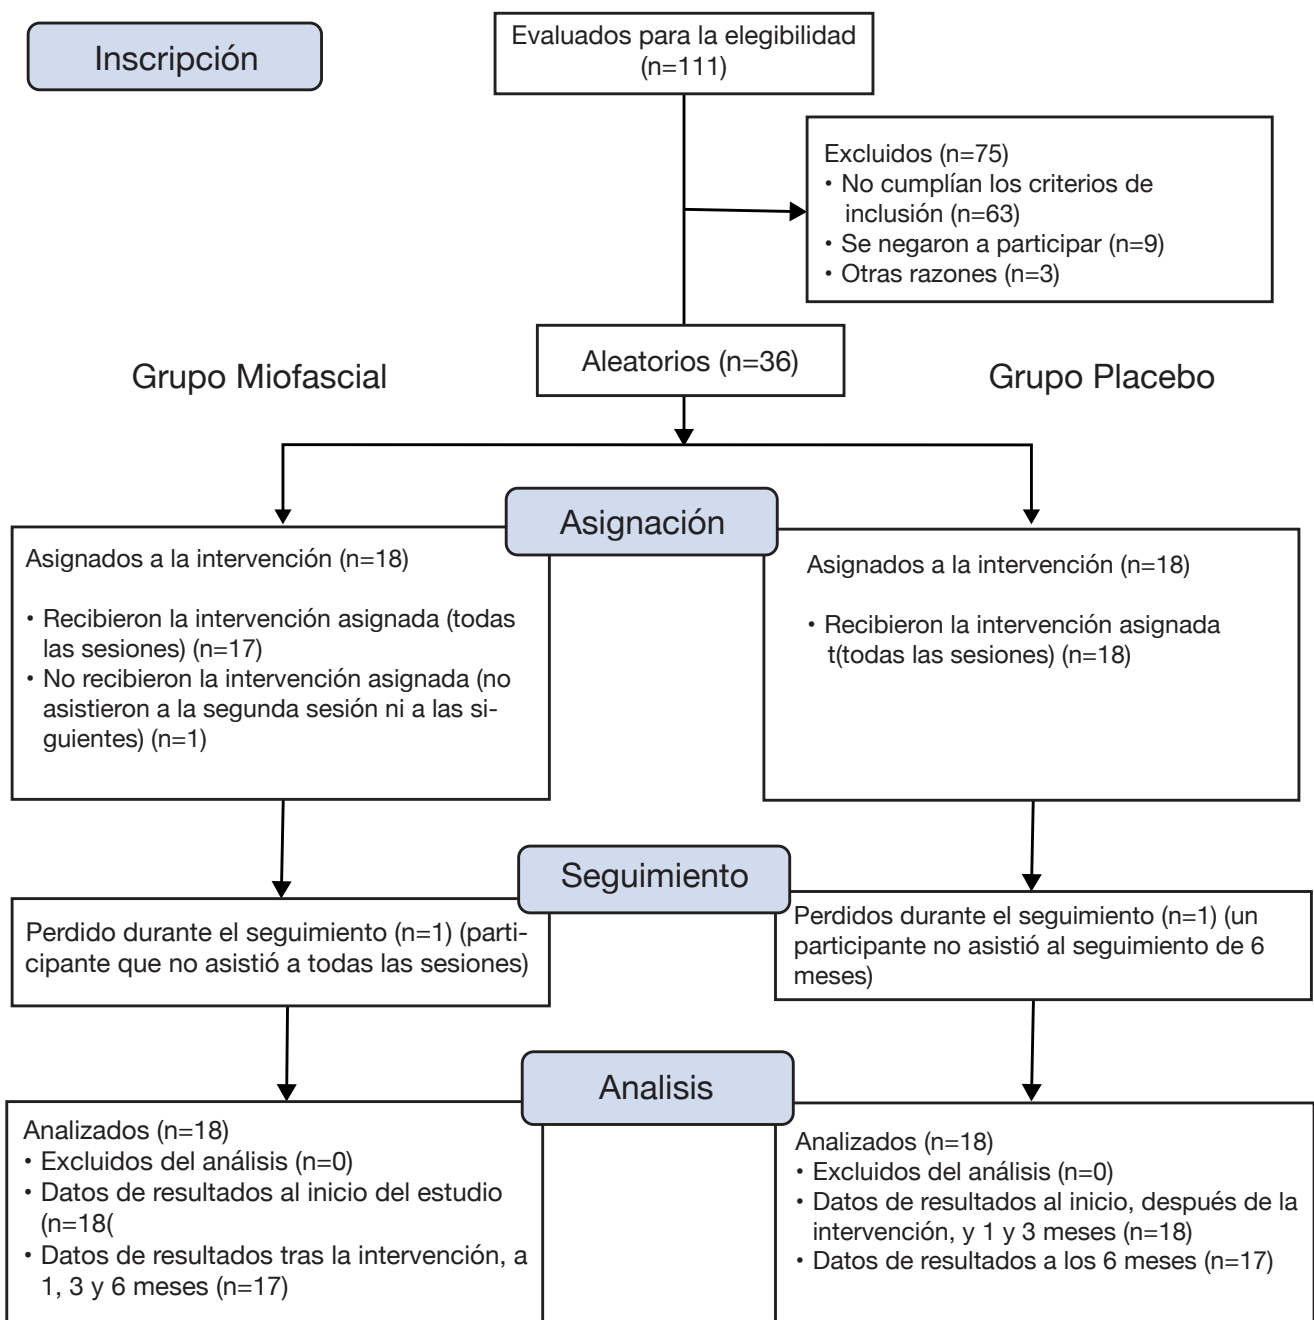 Inscripción
Evaluados para la elegibilidad
(n=111)
Excluidos (n=75)
• No cumplían los criterios de
inclusión (n=63)
• Se negaron a participar (n=9)
• Otras razones (n=3)
Aleatorios (n=36)
Grupo Miofascial
Grupo Placebo
Asignación
Asignados a la intervención (n=18)
• Recibieron la intervención asignada (todas
las sesiones) (n=17)
• No recibieron la intervención asignada (no
asistieron a la segunda sesión ni a las si-
guientes) (n=1)
Asignados a la intervención (n=18)
• Recibieron la intervención asignada
t(todas las sesiones) (n=18)
Seguimiento
Perdido durante el seguimiento (n=1) (parti-
cipante que no asistió a todas las sesiones)
Perdidos durante el seguimiento (n=1) (un
participante no asistió al seguimiento de 6
meses)
Analisis
Analizados (n=18)
• Excluidos del análisis (n=0)
• Datos de resultados al inicio del estudio
(n=18(
• Datos de resultados tras la intervención, a
1, 3 y 6 meses (n=17)
Analizados (n=18)
• Excluidos del análisis (n=0)
• Datos de resultados al inicio, después de la
intervención, y 1 y 3 meses (n=18)
• Datos de resultados a los 6 meses (n=17)